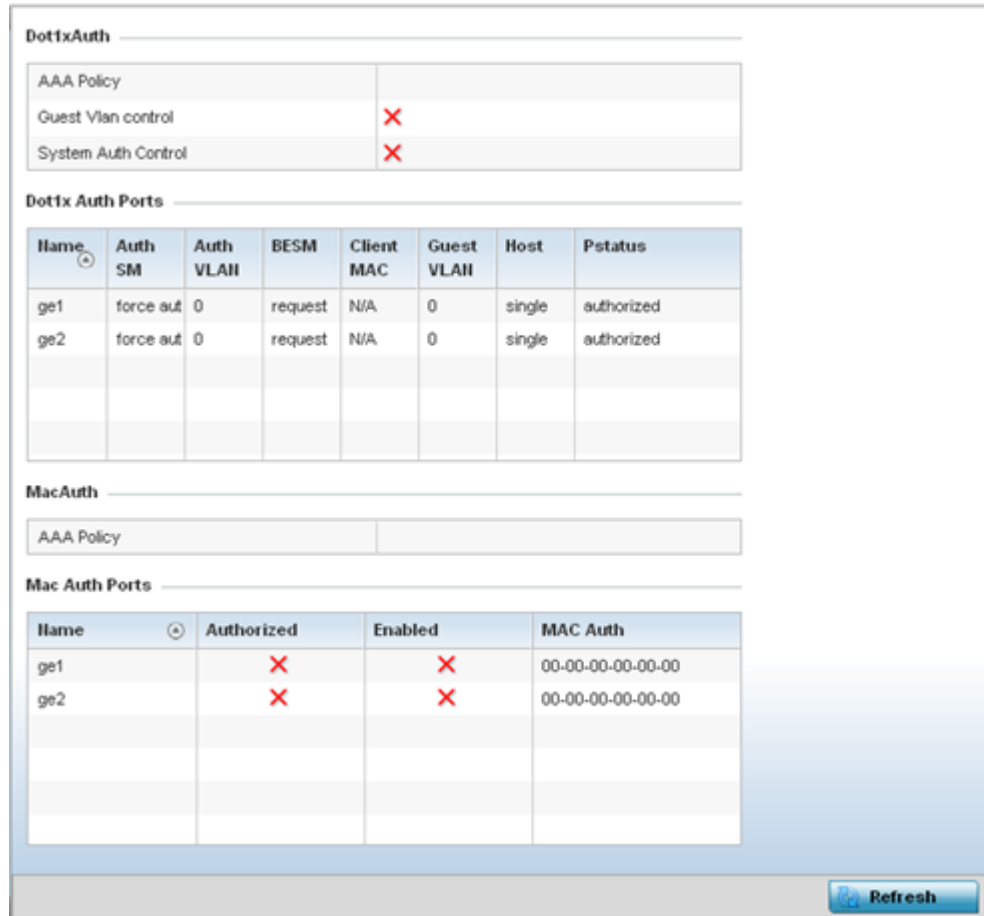 Dot1xAuth
AAA Policy
Guest Vlan control
System Auth Control
Dot1x Auth Ports
Name Auth SM Auth VLAN BESM Client MAC Guest VLAN Host Pstatus
ge1 force aut 0 request N/A 0 single authorized
ge2 force aut 0 request N/A 0 single authorized
MacAuth
AAA Policy
Mac Auth Ports
Name Authorized Enabled MAC Auth
ge1 00-00-00-00-00-00
ge2 00-00-00-00-00-00
Refresh